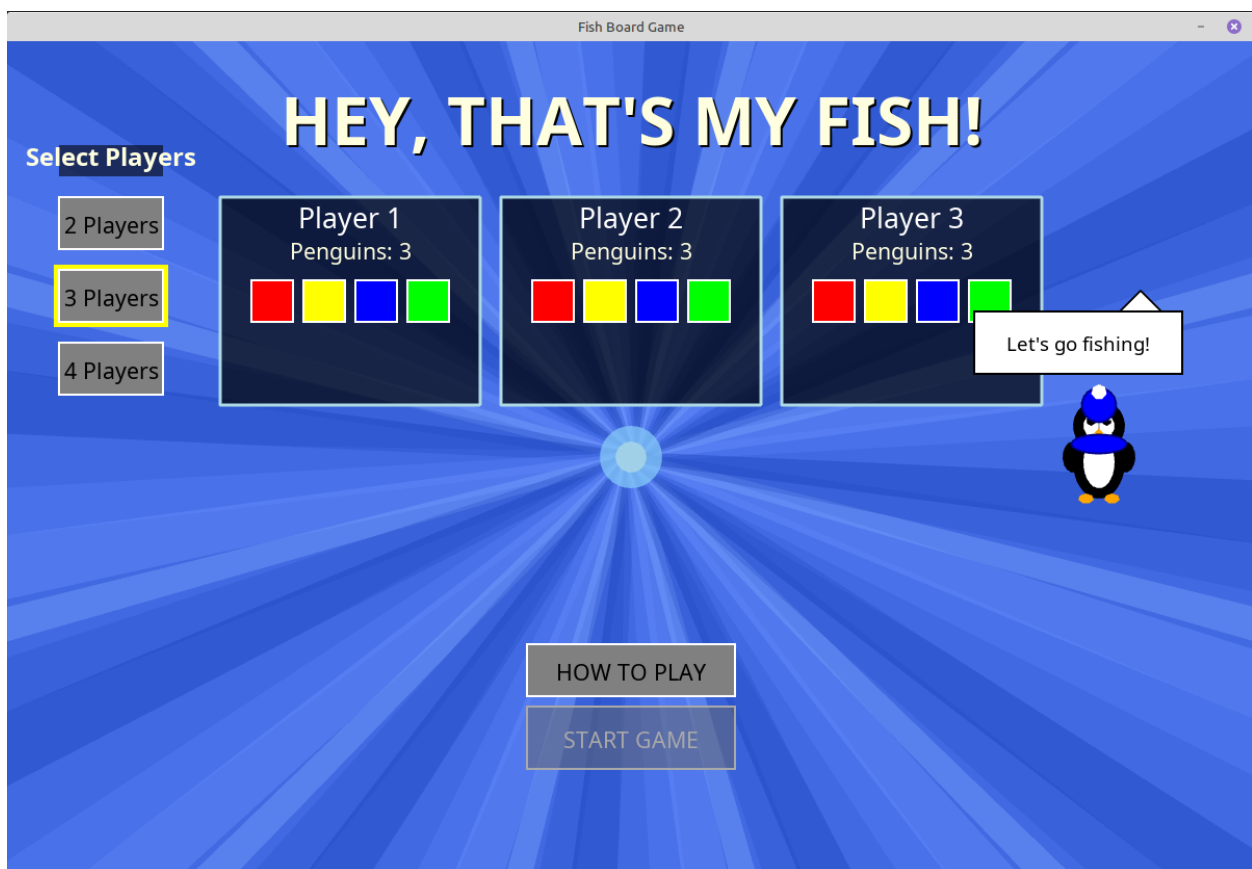 Fish Board Game
HEY, THAT'S MY FISH!
Select Players
2 Players
3 Players
4 Players
Player 1
Penguins: 3
Player 2
Penguins: 3
Player 3
Penguins: 3
Let's go fishing!
HOW TO PLAY
START GAME